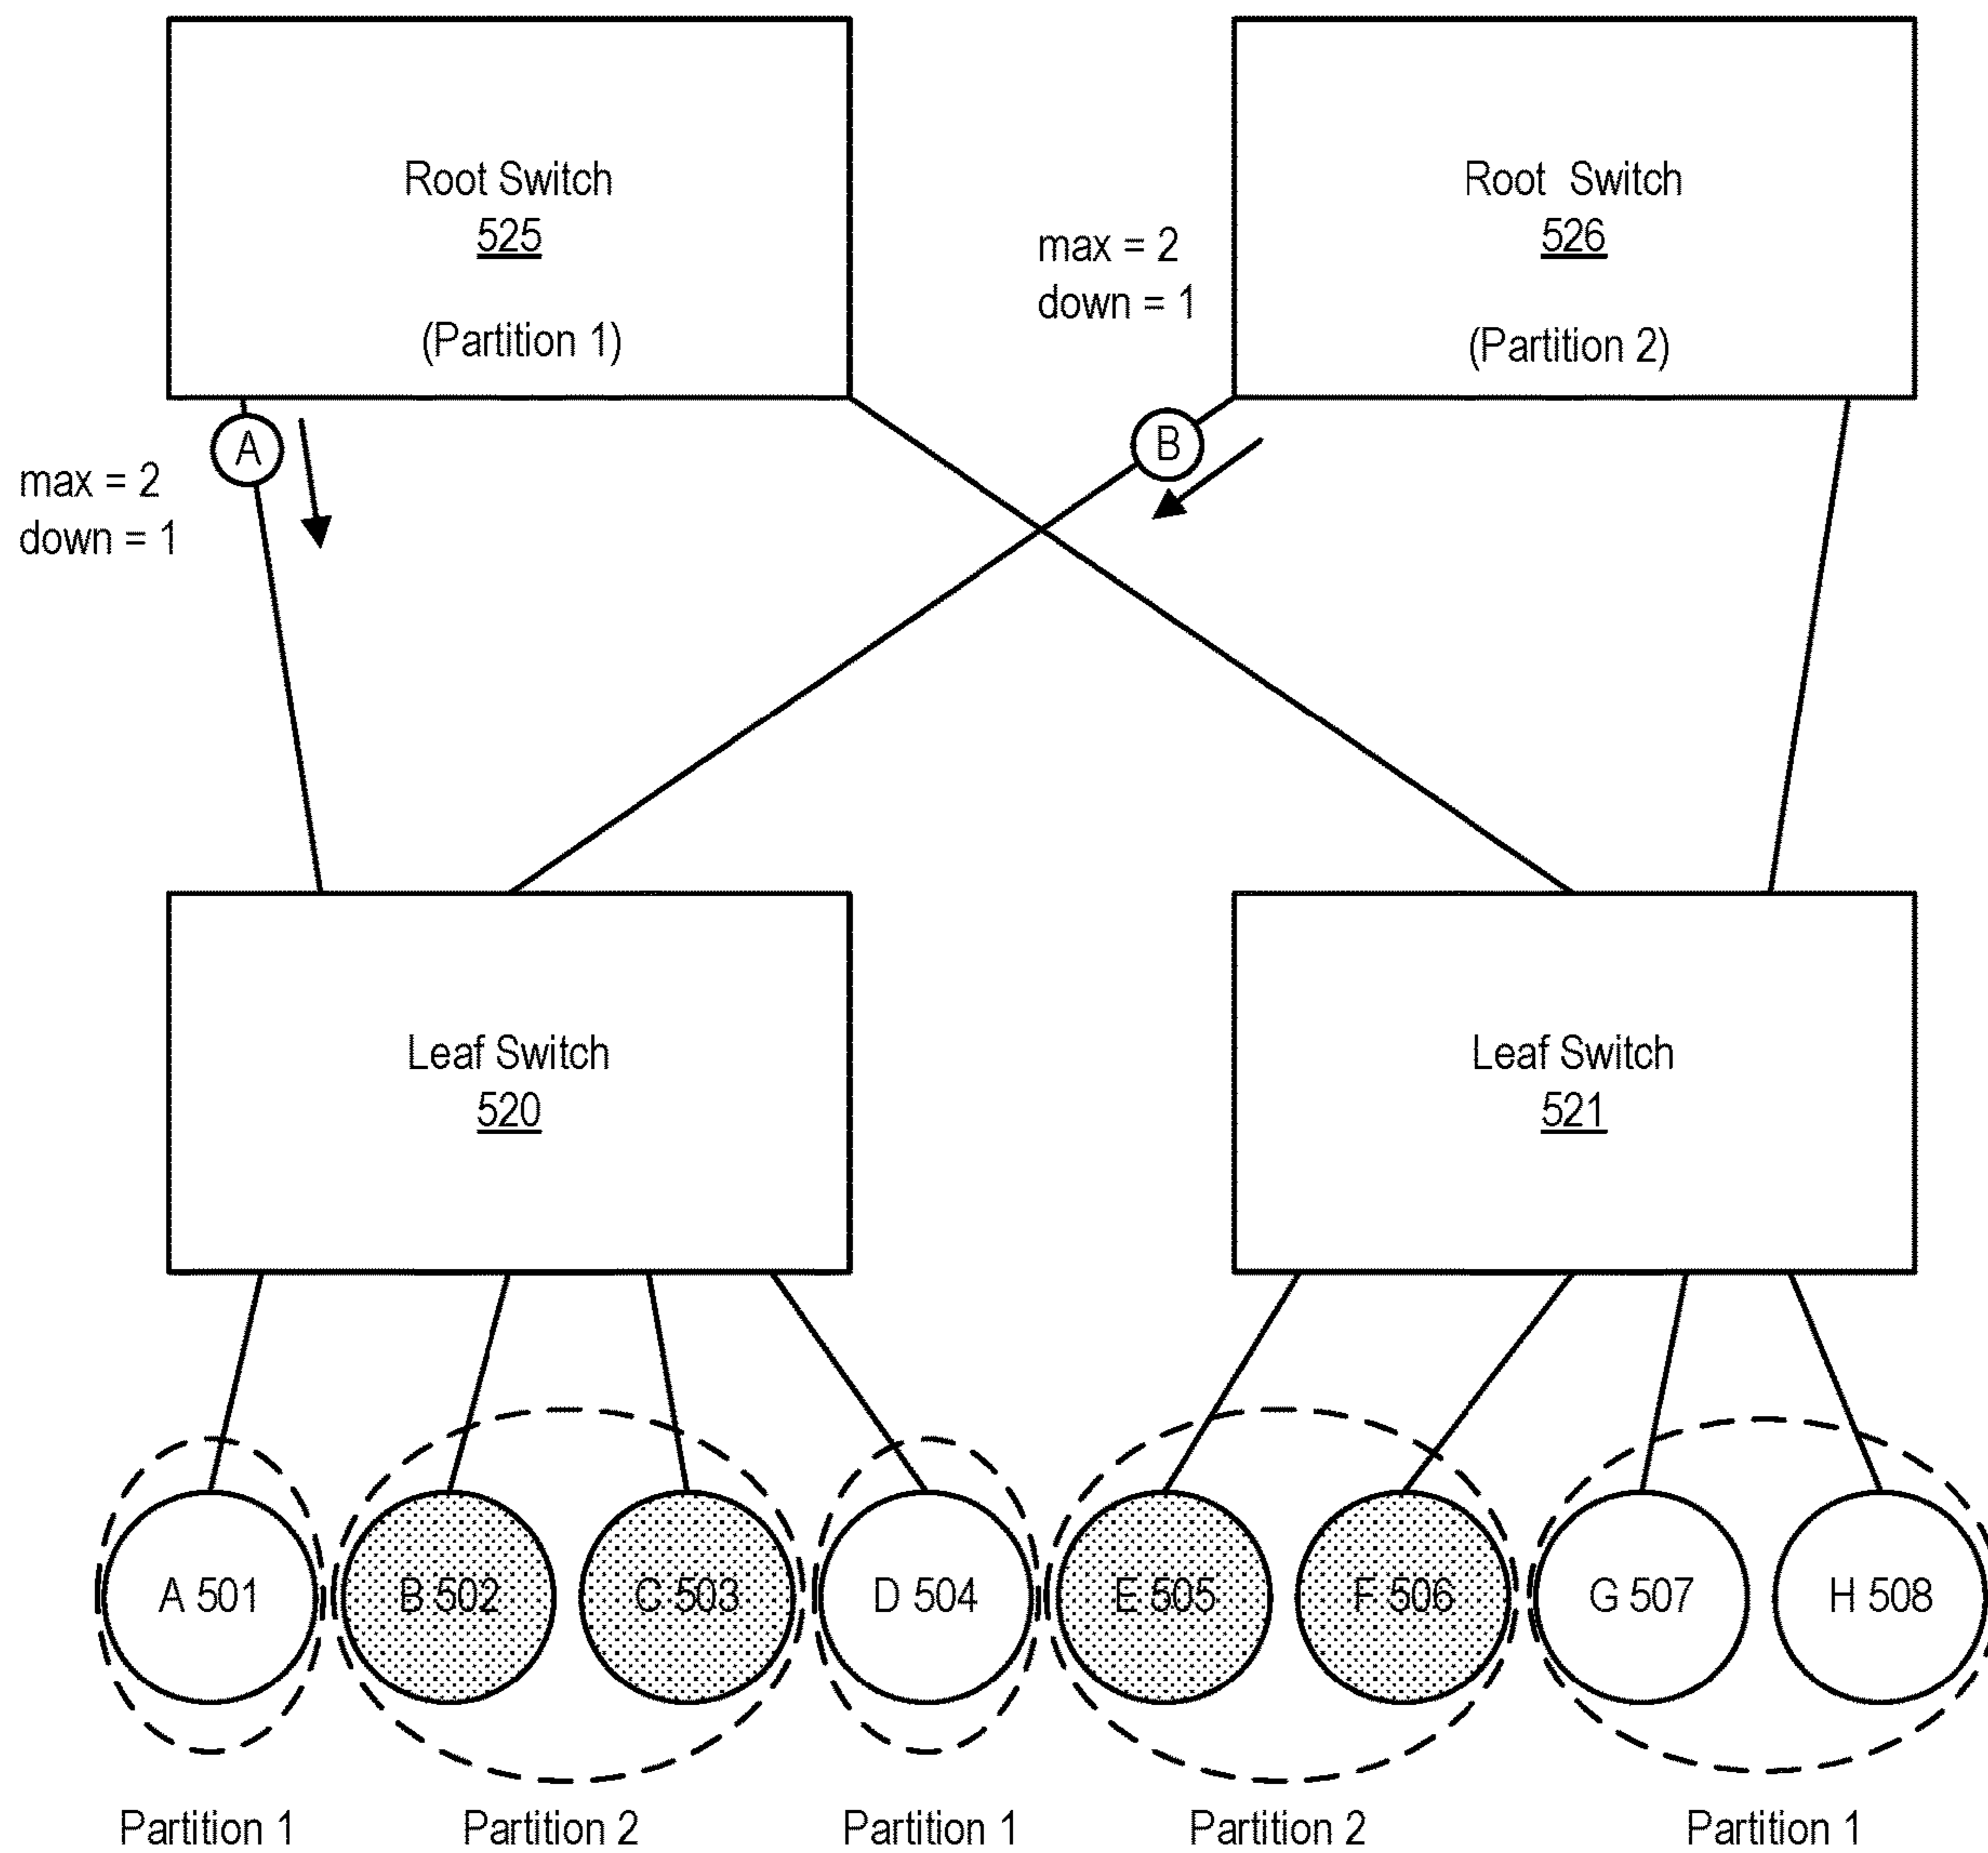 Root Switch
525
(Partition 1)
Root Switch
526
(Partition 2)
max = 2
down = 1
A
B
max = 2
down = 1
Leaf Switch
520
Leaf Switch
521
A 501
B 502
C 503
D 504
E 505
F 506
G 507
H 508
Partition 1
Partition 2
Partition 1
Partition 2
Partition 1